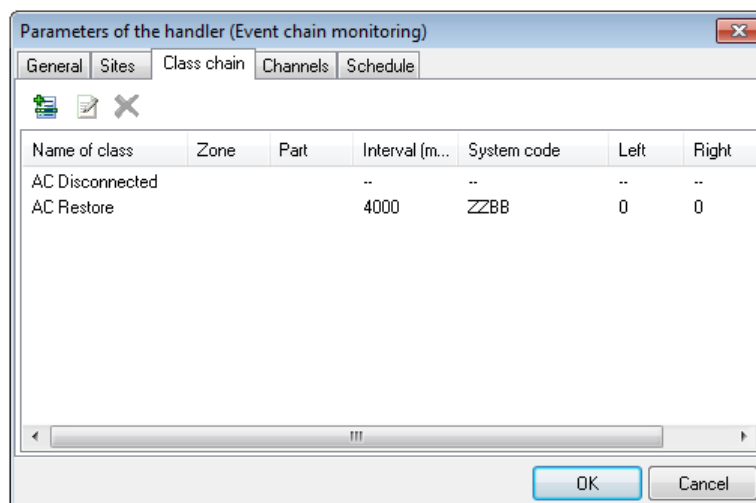 Parameters of the handler (Event chain monitoring)
General Sites Class chain Channels Schedule
Name of class Zone Part Interval (m... System code Left Right
AC Disconnected -- -- -- --
AC Restore 4000 ZZBB 0 0
OK Cancel